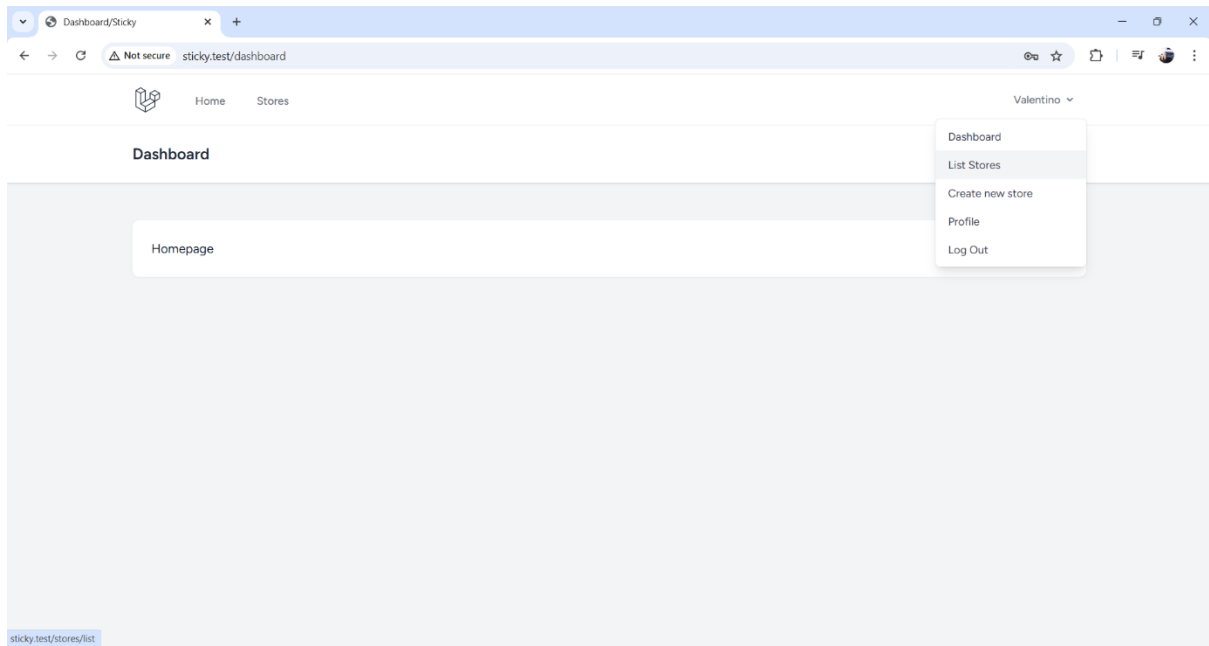 Dashboard/Sticky
Not secure sticky.test/dashboard
Home Stores Valentino
Dashboard
Dashboard
List Stores
Create new store
Profile
Log Out
Homepage
sticky.test/stores/list